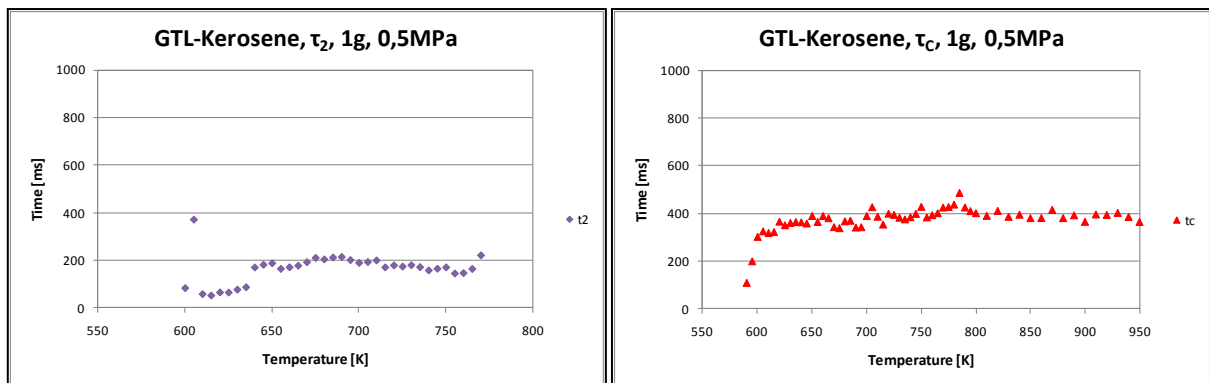 GTL-Kerosene, τ2, 1g, 0,5MPa
1000
800
600
400
200
0
Time [ms]
550 600 650 700 750 800
Temperature [K]
t2
GTL-Kerosene, τC, 1g, 0,5MPa
1000
800
600
400
200
0
Time [ms]
550 600 650 700 750 800 850 900 950
Temperature [K]
tc